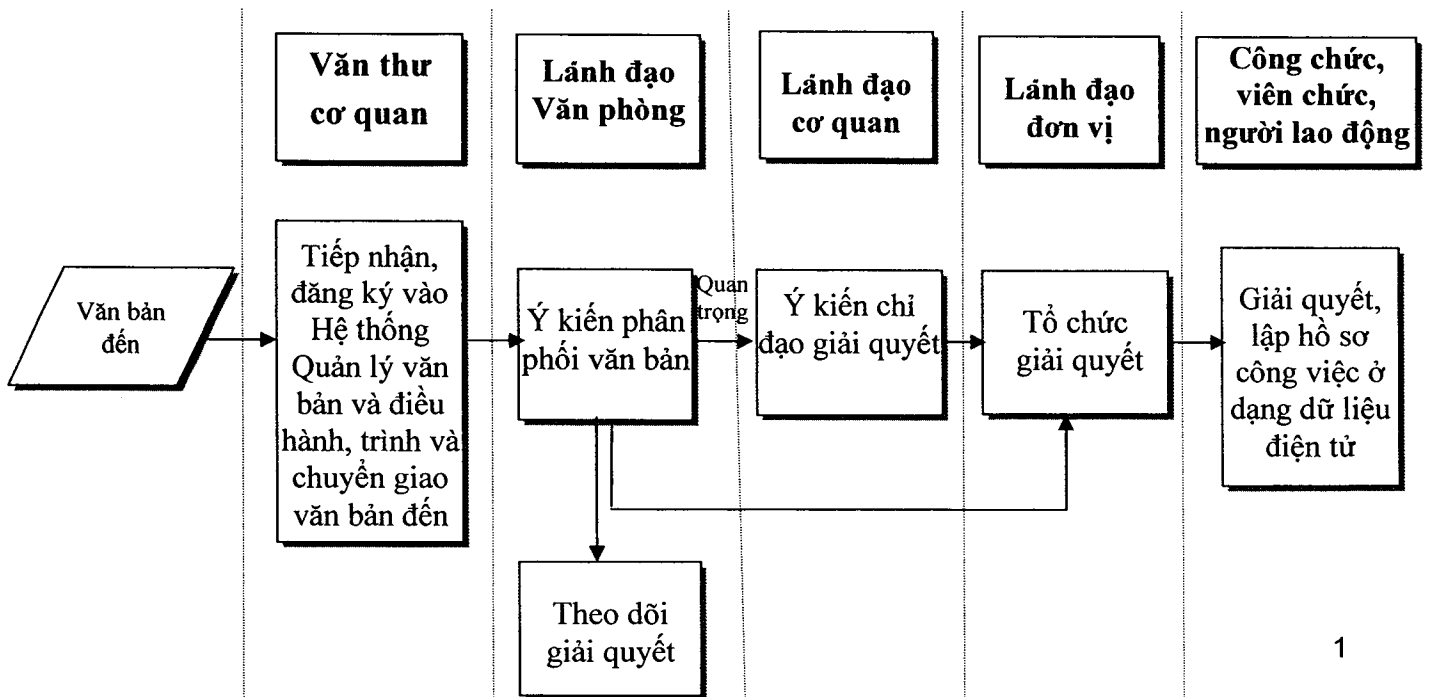 Văn thư
cơ quan
Lánh đạo
Văn phòng
Lánh đạo
cơ quan
Lánh đạo
đơn vị
Công chức,
viên chức,
người lao động
Văn bản
đến
Tiếp nhận,
đăng ký vào
Hệ thống
Quản lý văn
bản và điều
hành, trình và
chuyển giao
văn bản đến
Ý kiến phân
phối văn bản
Quan
trọng
Ý kiến chỉ
đạo giải quyết
Tổ chức
giải quyết
Giải quyết,
lập hồ sơ
công việc ở
dạng dữ liệu
điện tử
Theo dõi
giải quyết
1